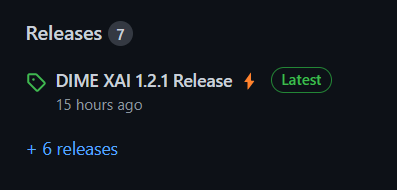 Releases 7
DIME XAI 1.2.1 Release ⚡ Latest
15 hours ago
+ 6 releases